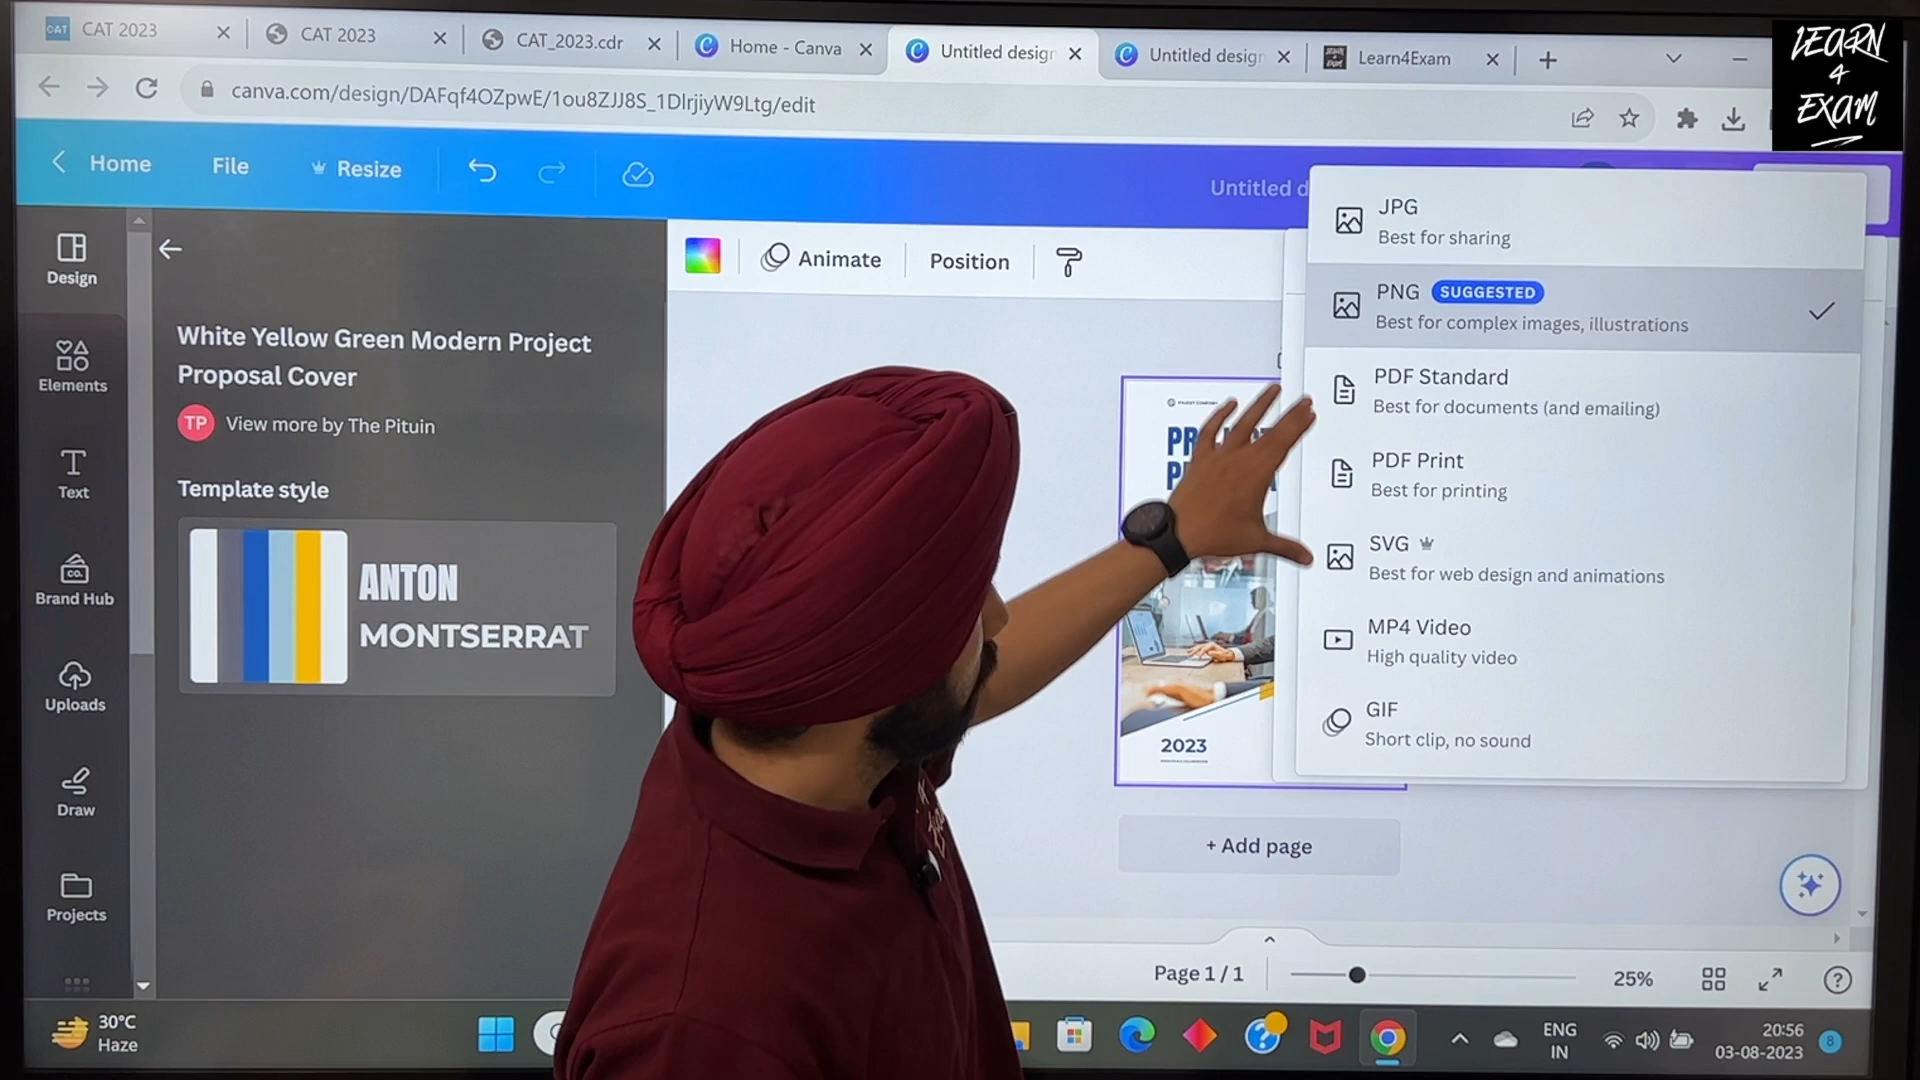 CAT 2023
CAT 2023
CAT_2023.cdr
Home - Canva
Untitled design
Untitled design
Learn4Exam
LEARN
4
EXAM
canva.com/design/DAFqf4OZpwE/1ou8ZJJ8S_1DlrjiyW9Ltg/edit
Home
File
Resize
Untitled d
JPG
Best for sharing
PNG SUGGESTED
Best for complex images, illustrations
PDF Standard
Best for documents (and emailing)
PDF Print
Best for printing
SVG
Best for web design and animations
MP4 Video
High quality video
GIF
Short clip, no sound
Animate
Position
Design
Elements
Text
Brand Hub
Uploads
Draw
Projects
White Yellow Green Modern Project
Proposal Cover
TP View more by The Pituin
Template style
ANTON
MONTSERRAT
2023
+ Add page
Page 1 / 1
25%
30°C
Haze
ENG
IN
20:56
03-08-2023
8